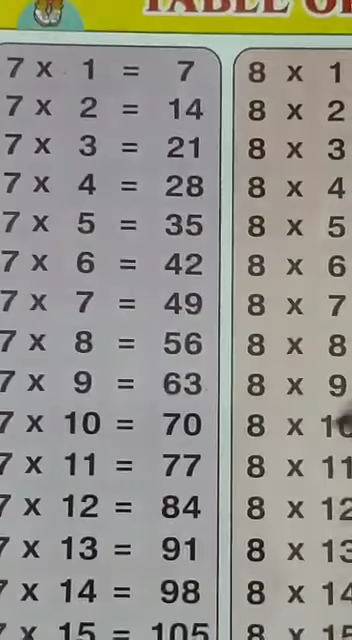 TABLE OF
7 x 1 = 7
7 x 2 = 14
7 x 3 = 21
7 x 4 = 28
7 x 5 = 35
7 x 6 = 42
7 x 7 = 49
7 x 8 = 56
7 x 9 = 63
7 x 10 = 70
7 x 11 = 77
7 x 12 = 84
7 x 13 = 91
7 x 14 = 98
7 x 15 = 105
8 x 1
8 x 2
8 x 3
8 x 4
8 x 5
8 x 6
8 x 7
8 x 8
8 x 9
8 x 10
8 x 11
8 x 12
8 x 13
8 x 14
8 x 15